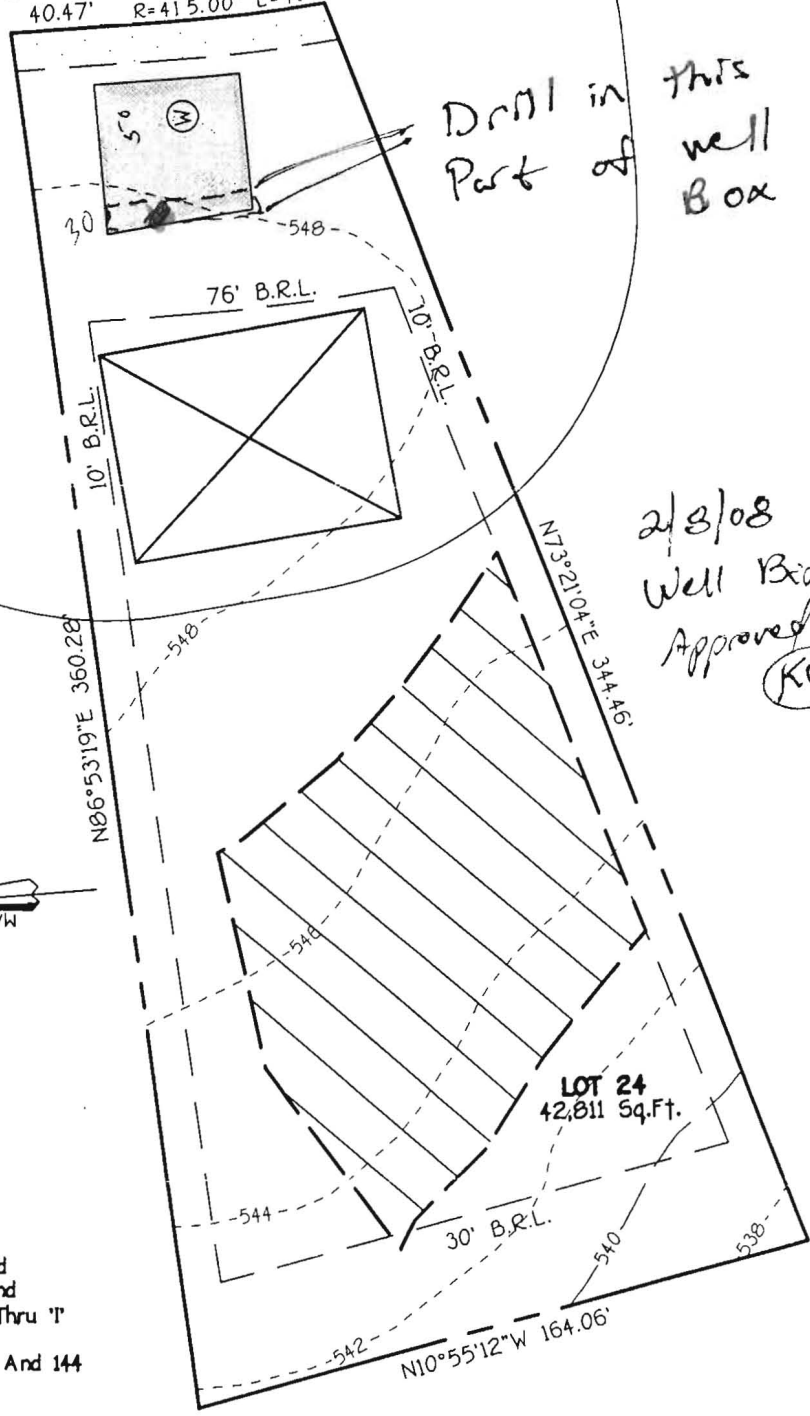 40.47' R=415.00
Drill in this
Part of well
Box
50
W
30
548
76' B.R.L.
10' B.R.L.
10' B.R.L.
2/8/08
Well
Approved
N73°21'04"E 344.46'
548
N86°53'19"E 360.28'
546
LOT 24
42,811 Sq.Ft.
544
30' B.R.L.
540
538
542
N10°55'12"W 164.06'
Thru 'I'
And 144